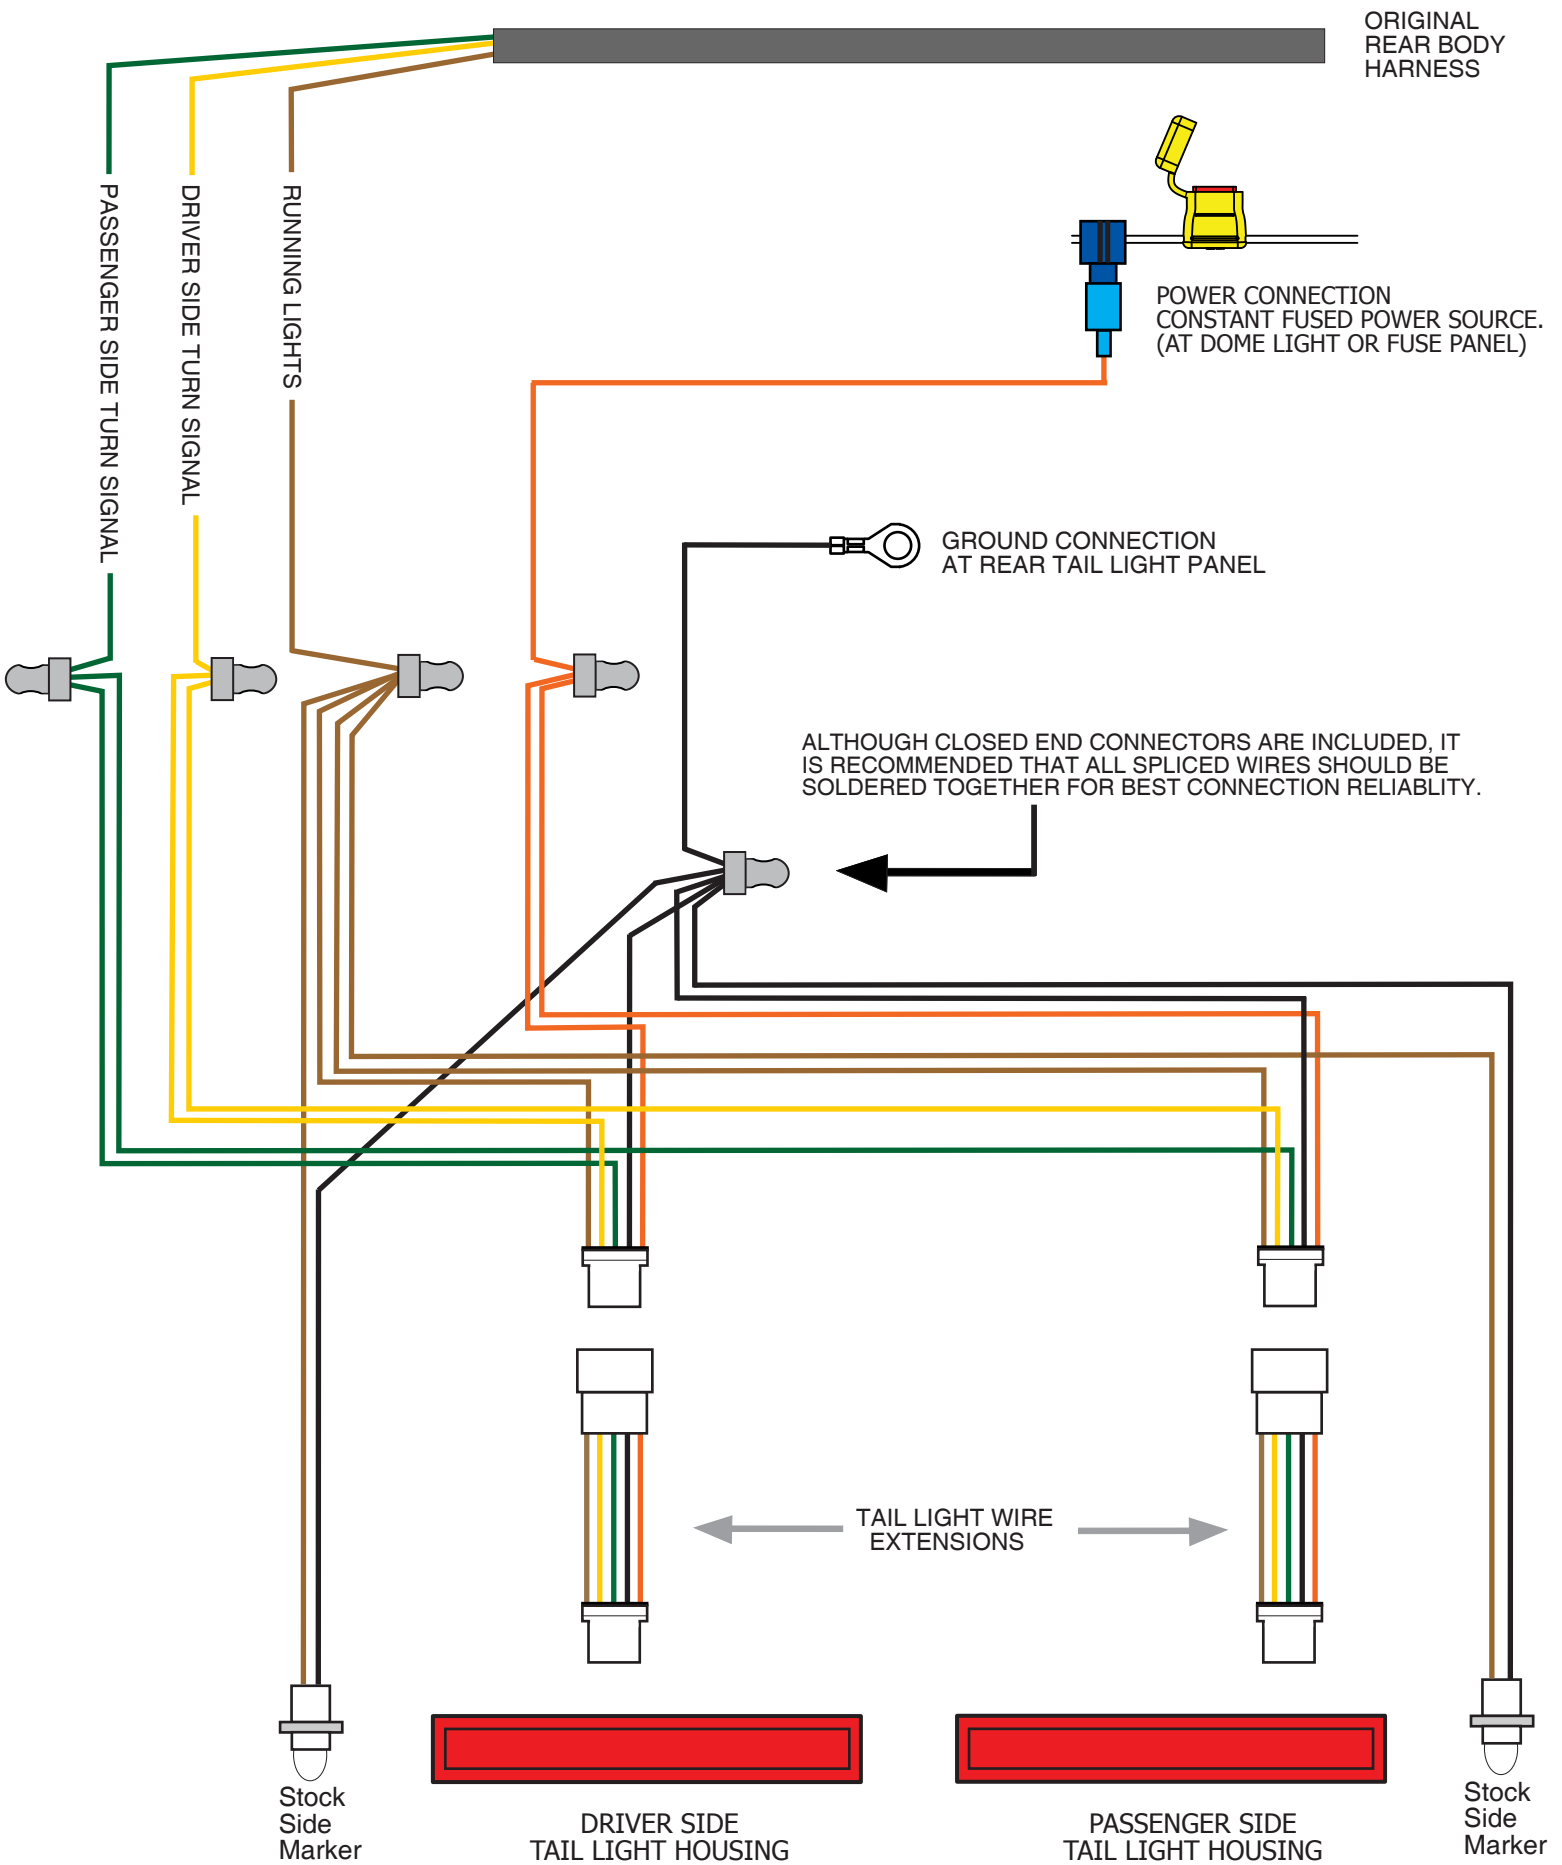 ORIGINAL
REAR BODY
HARNESS
PASSENGER SIDE TURN SIGNAL
DRIVER SIDE TURN SIGNAL
RUNNING LIGHTS
POWER CONNECTION
CONSTANT FUSED POWER SOURCE.
(AT DOME LIGHT OR FUSE PANEL)
GROUND CONNECTION
AT REAR TAIL LIGHT PANEL
ALTHOUGH CLOSED END CONNECTORS ARE INCLUDED, IT
IS RECOMMENDED THAT ALL SPLICED WIRES SHOULD BE
SOLDERED TOGETHER FOR BEST CONNECTION RELIABLITY.
TAIL LIGHT WIRE
EXTENSIONS
Stock
Side
Marker
DRIVER SIDE
TAIL LIGHT HOUSING
PASSENGER SIDE
TAIL LIGHT HOUSING
Stock
Side
Marker